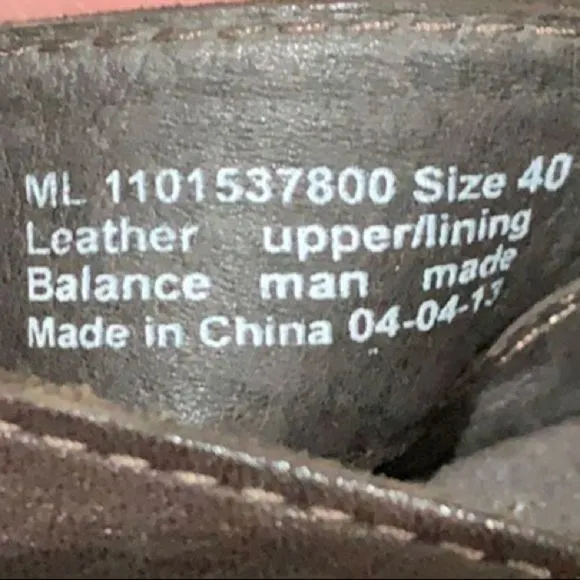 ML 1101537800 Size 40
Leather upper/lining
Balance man made
Made in China 04-04-13